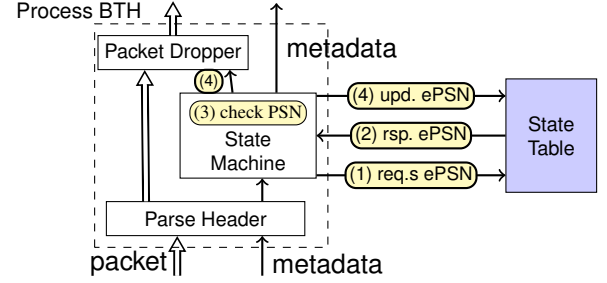 Process BTH
Packet Dropper
metadata
(4)
(4) upd. ePSN
(3) check PSN
State
Machine
(2) rsp. ePSN
State
Table
(1) req.s ePSN
Parse Header
packet
metadata